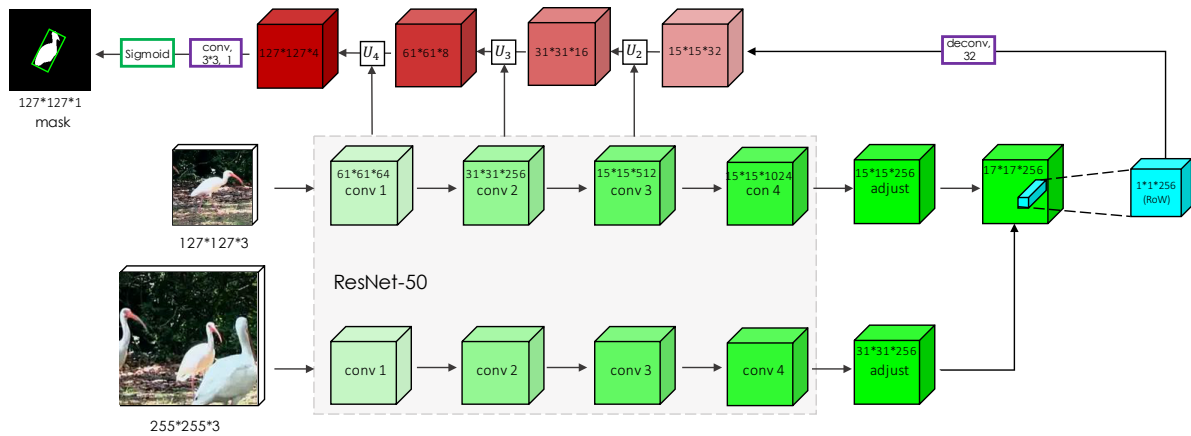 Sigmoid
conv,
3*3, 1
127*127*4
U4
61*61*8
U3
31*31*16
U2
15*15*32
deconv,
32
127*127*1
mask
61*61*64
conv 1
31*31*256
conv 2
15*15*512
conv 3
15*15*1024
con 4
15*15*256
adjust
17*17*256
1*1*256
(RoW)
127*127*3
ResNet-50
conv 1
conv 2
conv 3
conv 4
31*31*256
adjust
255*255*3